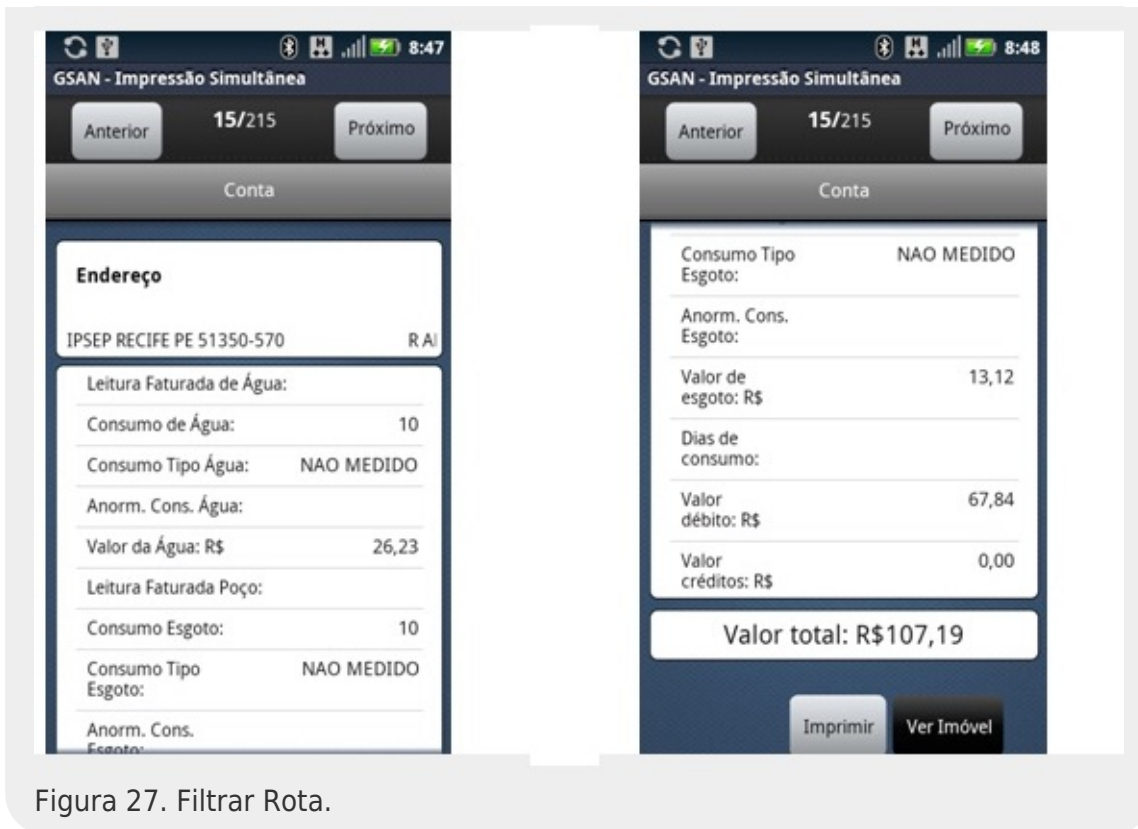 8:47
GSAN - Impressão Simultânea
Anterior 15/215 Próximo
Conta
Endereço
IPSEP RECIFE PE 51350-570 R
Leitura Faturada de Água:
Consumo de Água: 10
Consumo Tipo Água: NAO MEDIDO
Anorm. Cons. Água:
Valor da Água: R$ 26,23
Leitura Faturada Poço:
Consumo Esgoto: 10
Consumo Tipo NAO MEDIDO
Esgoto:
Anorm. Cons.
Esgoto:
8:48
GSAN - Impressão Simultânea
Anterior 15/215 Próximo
Conta
Consumo Tipo NAO MEDIDO
Esgoto:
Anorm. Cons.
Esgoto:
Valor de 13,12
esgoto: R$
Dias de
consumo:
Valor 67,84
débito: R$
Valor 0,00
créditos: R$
Valor total: R$107,19
Imprimir Ver Imóvel
Figura 27. Filtrar Rota.